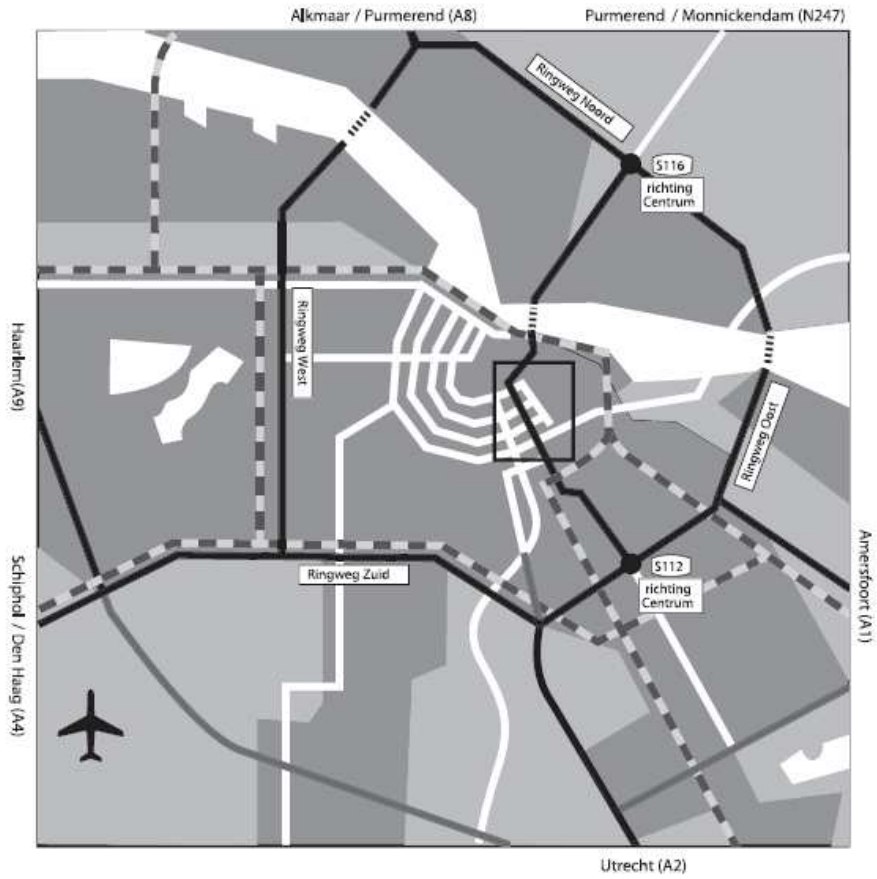 Alkmaar / Purmerend (A8)
Purmerend / Monnickendam (N247)
Ringweg Noord
S116
richting
Centrum
Ringweg West
Haarlem(A9)
Ringweg Oost
Schiphol / Den Haag (A4)
Amersfoort (A1)
Ringweg Zuid
S112
richting
Centrum
Utrecht (A2)